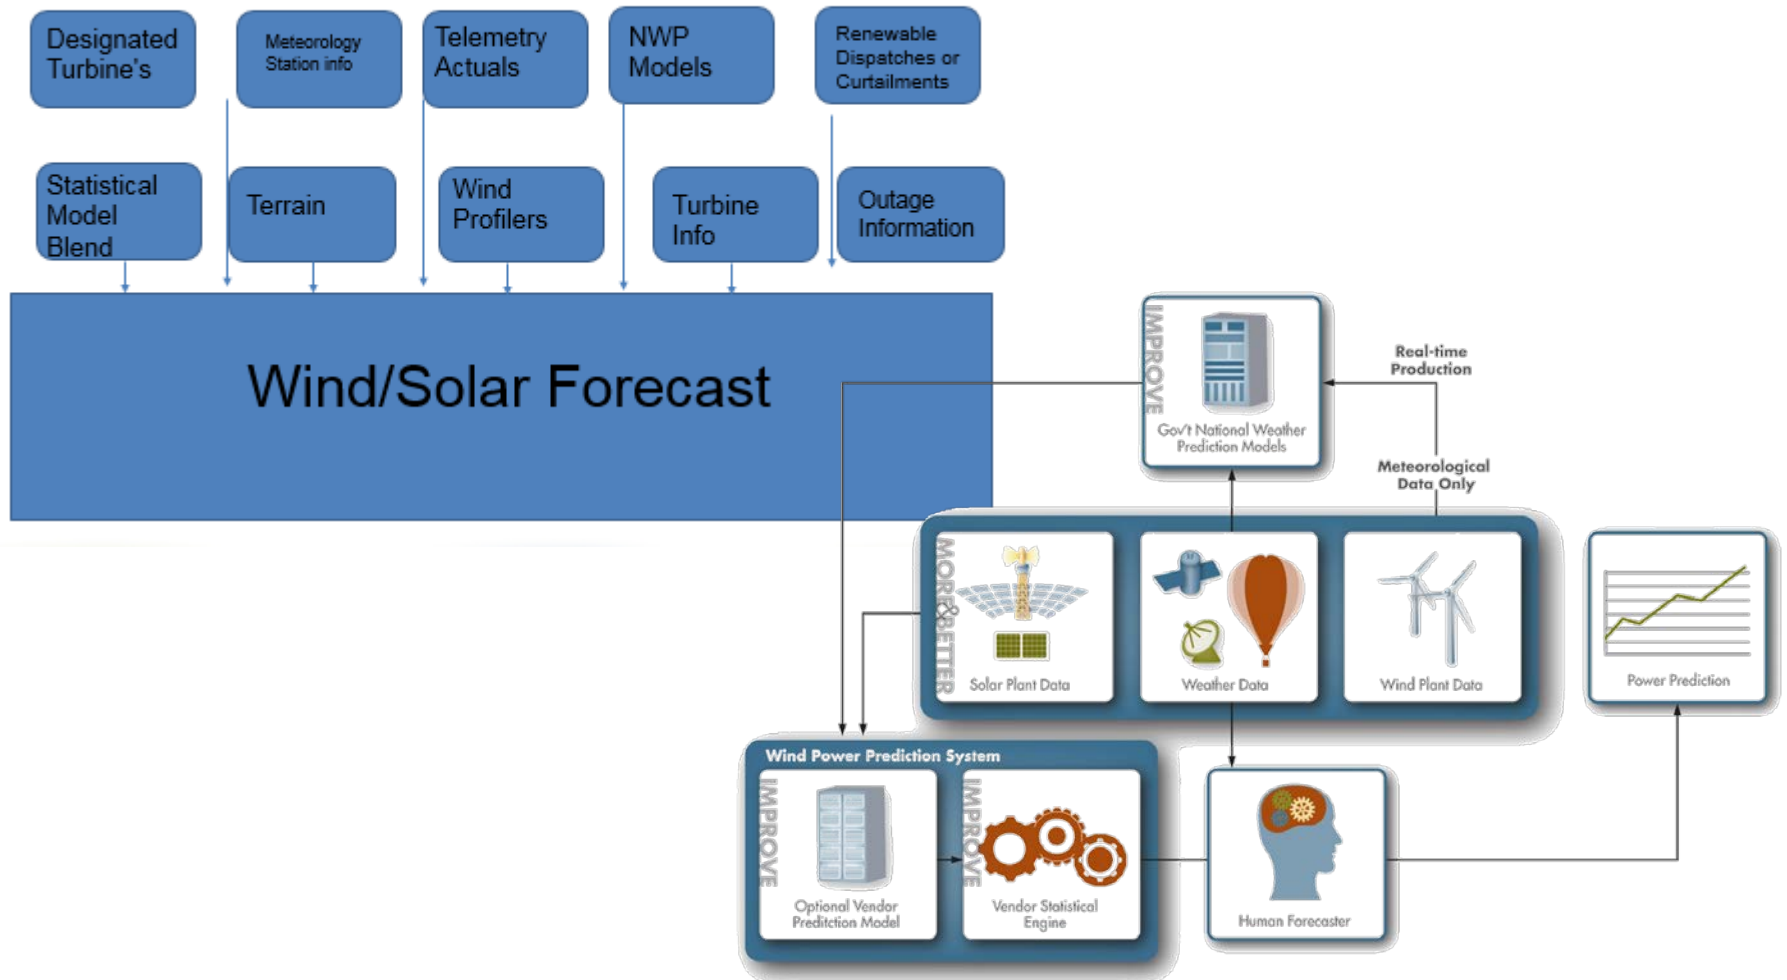 Designated
Turbine's
Meteorology
Station info
Telemetry
Actuals
NWP
Models
Renewable
Dispatches or
Curtailments
Statistical
Model
Blend
Terrain
Wind
Profilers
Turbine
Info
Outage
Information
Wind/Solar Forecast
IMPROVE
Gov't National Weather
Prediction Models
Real-time
Production
Meteorological
Data Only
MORE&BETTER
Solar Plant Data
Weather Data
Wind Plant Data
Power Prediction
Wind Power Prediction System
IMPROVE
Optional Vendor
Preditction Model
IMPROVE
Vendor Statistical
Engine
Human Forecaster